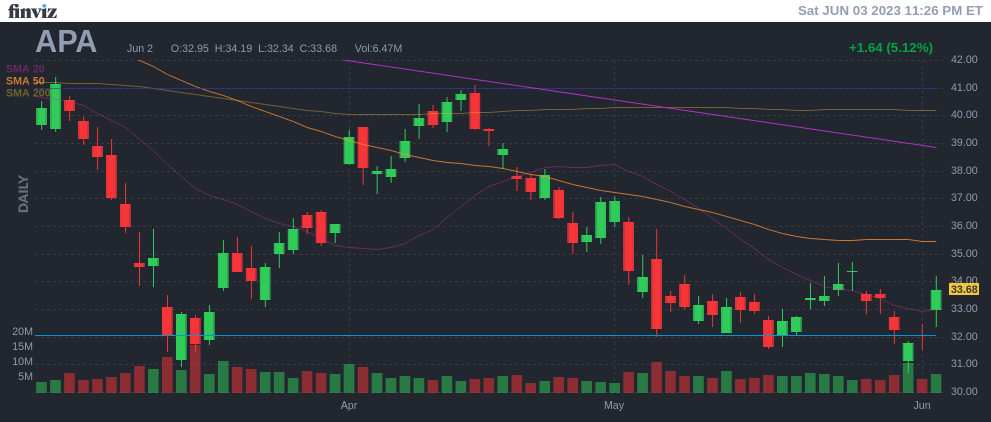 finviz
Sat JUN 03 2023 11:26 PM ET
APA Jun 2 O:32.95 H:34.19 L:32.34 C:33.68 Vol:6.47M +1.64 (5.12%)
SMA 20
SMA 50
SMA 200
DAILY
42.00
41.00
40.00
39.00
38.00
37.00
36.00
35.00
34.00
33.68
33.00
32.00
31.00
30.00
20M
15M
10M
5M
Apr May Jun